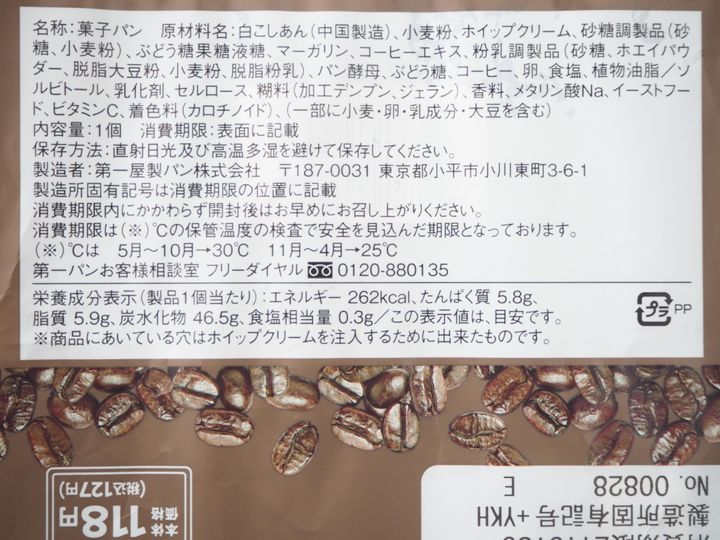 名称：菓子パン　原材料名：白こしあん（中国製造）、小麦粉、ホイップクリーム、砂糖調製品（砂
糖、小麦粉）、ぶどう糖果糖液糖、マーガリン、コーヒーエキス、粉乳調製品（砂糖、ホエイパウ
ダー、脱脂大豆粉、小麦粉、脱脂粉乳）、パン酵母、ぶどう糖、コーヒー、卵、食塩、植物油脂／ソ
ルビトール、乳化剤、セルロース、糊料（加工デンプン、ジェラン）、香料、メタリン酸Na、イーストフー
ド、ビタミンC、着色料（カロチノイド）、（一部に小麦・卵・乳成分・大豆を含む）
内容量：1個　消費期限：表面に記載
保存方法：直射日光及び高温多湿を避けて保存してください。
製造者：第一屋製パン株式会社　〒187-0031 東京都小平市小川東町3-6-1
製造所固有記号は消費期限の位置に記載
消費期限内にかかわらず開封後はお早めにお召し上がりください。
消費期限は（※）℃の保管温度の検査で安全を見込んだ期限となっております。
（※）℃は　5月～10月→30℃　11月～4月→25℃
第一パンお客様相談室 フリーダイヤル 0120-880135
栄養成分表示（製品1個当たり）：エネルギー 262kcal、たんぱく質 5.8g、
脂質 5.9g、炭水化物 46.5g、食塩相当量 0.3g／この表示値は、目安です。
※商品にあいている穴はホイップクリームを注入するために出来たものです。
プラ PP
本体価格 118円
（税込127円）
No. 00828 E
製造所固有記号 +YKH